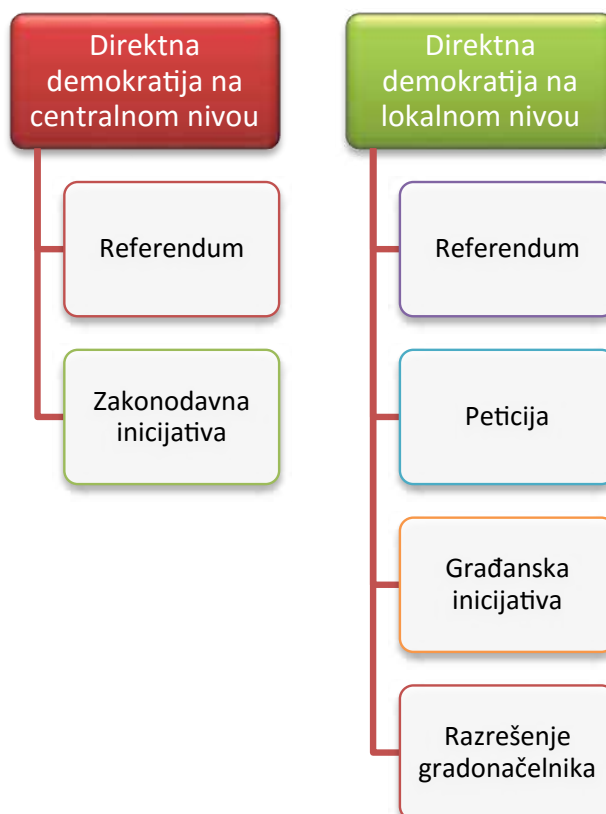 Direktna
demokratija na
centralnom nivou
Referendum
Zakonodavna
inicijativa
Direktna
demokratija na
lokalnom nivou
Referendum
Peticija
Građanska
inicijativa
Razrešenje
gradonačelnika